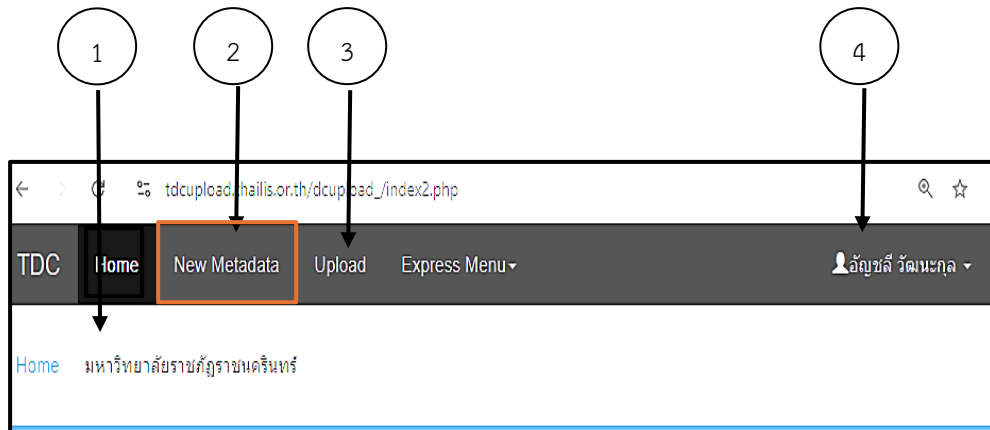 1 2 3 4
tdcupload.thailis.or.th/dcupload_/index2.php
TDC Home New Metadata Upload Express Menu อัญชลี วัฒนะกุล
Home มหาวิทยาลัยราชภัฏราชนครินทร์